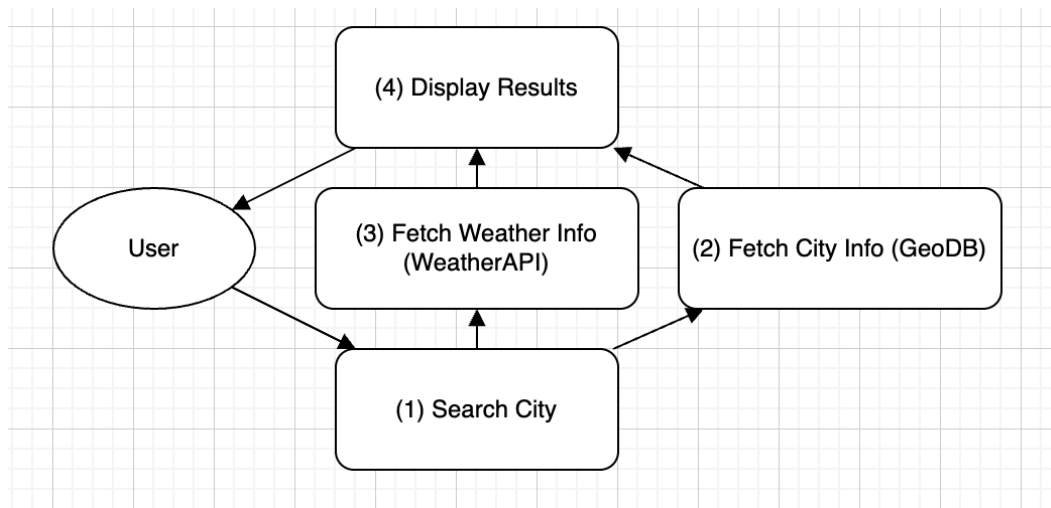 (4) Display Results
User
(3) Fetch Weather Info
(WeatherAPI)
(2) Fetch City Info (GeoDB)
(1) Search City